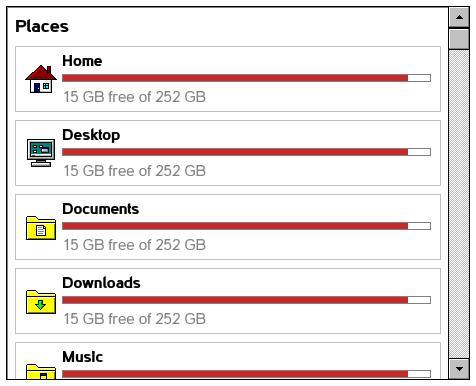 Places
Home
15 GB free of 252 GB
Desktop
15 GB free of 252 GB
Documents
15 GB free of 252 GB
Downloads
15 GB free of 252 GB
Music